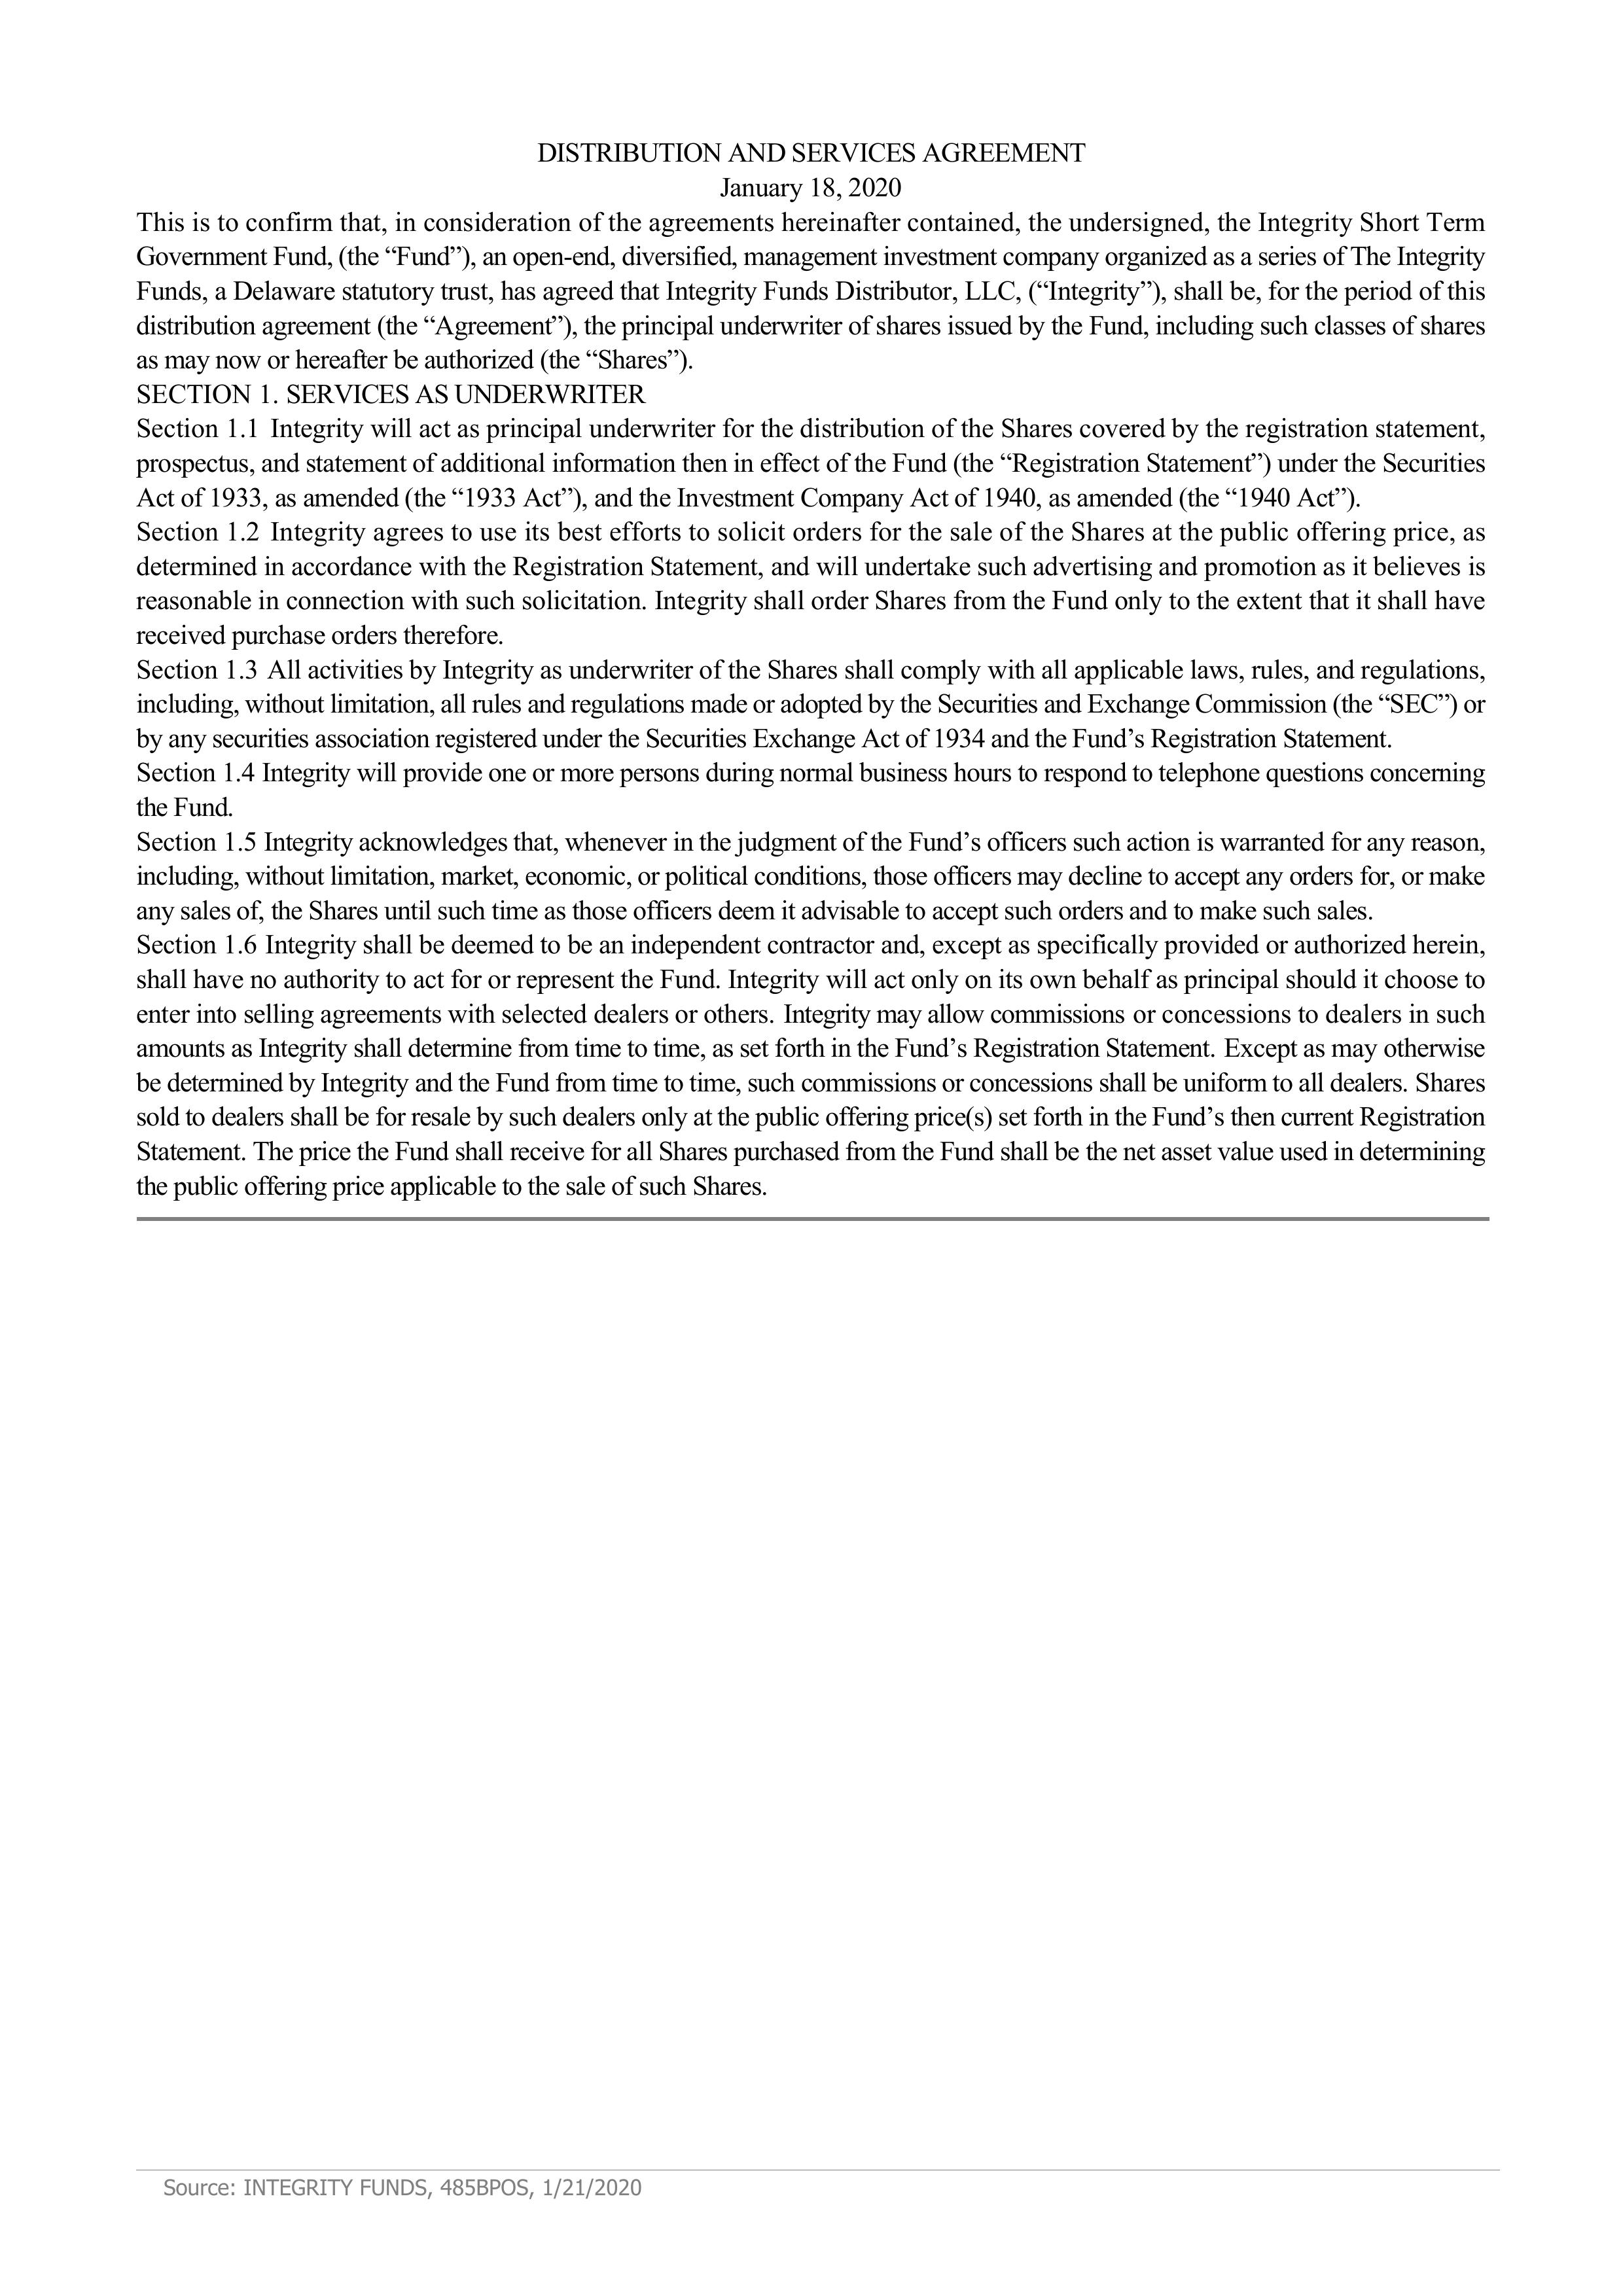 DISTRIBUTION AND SERVICES AGREEMENT
January 18, 2020
This is to confirm that, in consideration of the agreements hereinafter contained, the undersigned, the Integrity Short Term
Government Fund, (the “Fund”), an open-end, diversified, management investment company organized as a series of The Integrity
Funds, a Delaware statutory trust, has agreed that Integrity Funds Distributor, LLC, (“Integrity”), shall be, for the period of this
distribution agreement (the “Agreement”), the principal underwriter of shares issued by the Fund, including such classes of shares
as may now or hereafter be authorized (the “Shares”).
SECTION 1. SERVICES AS UNDERWRITER
Section 1.1 Integrity will act as principal underwriter for the distribution of the Shares covered by the registration statement,
prospectus, and statement of additional information then in effect of the Fund (the “Registration Statement”) under the Securities
Act of 1933, as amended (the “1933 Act”), and the Investment Company Act of 1940, as amended (the “1940 Act”).
Section 1.2 Integrity agrees to use its best efforts to solicit orders for the sale of the Shares at the public offering price, as
determined in accordance with the Registration Statement, and will undertake such advertising and promotion as it believes is
reasonable in connection with such solicitation. Integrity shall order Shares from the Fund only to the extent that it shall have
received purchase orders therefore.
Section 1.3 All activities by Integrity as underwriter of the Shares shall comply with all applicable laws, rules, and regulations,
including, without limitation, all rules and regulations made or adopted by the Securities and Exchange Commission (the “SEC”) or
by any securities association registered under the Securities Exchange Act of 1934 and the Fund’s Registration Statement.
Section 1.4 Integrity will provide one or more persons during normal business hours to respond to telephone questions concerning
the Fund.
Section 1.5 Integrity acknowledges that, whenever in the judgment of the Fund’s officers such action is warranted for any reason,
including, without limitation, market, economic, or political conditions, those officers may decline to accept any orders for, or make
any sales of, the Shares until such time as those officers deem it advisable to accept such orders and to make such sales.
Section 1.6 Integrity shall be deemed to be an independent contractor and, except as specifically provided or authorized herein,
shall have no authority to act for or represent the Fund. Integrity will act only on its own behalf as principal should it choose to
enter into selling agreements with selected dealers or others. Integrity may allow commissions or concessions to dealers in such
amounts as Integrity shall determine from time to time, as set forth in the Fund’s Registration Statement. Except as may otherwise
be determined by Integrity and the Fund from time to time, such commissions or concessions shall be uniform to all dealers. Shares
sold to dealers shall be for resale by such dealers only at the public offering price(s) set forth in the Fund’s then current Registration
Statement. The price the Fund shall receive for all Shares purchased from the Fund shall be the net asset value used in determining
the public offering price applicable to the sale of such Shares.
Source: INTEGRITY FUNDS, 485BPOS, 1/21/2020